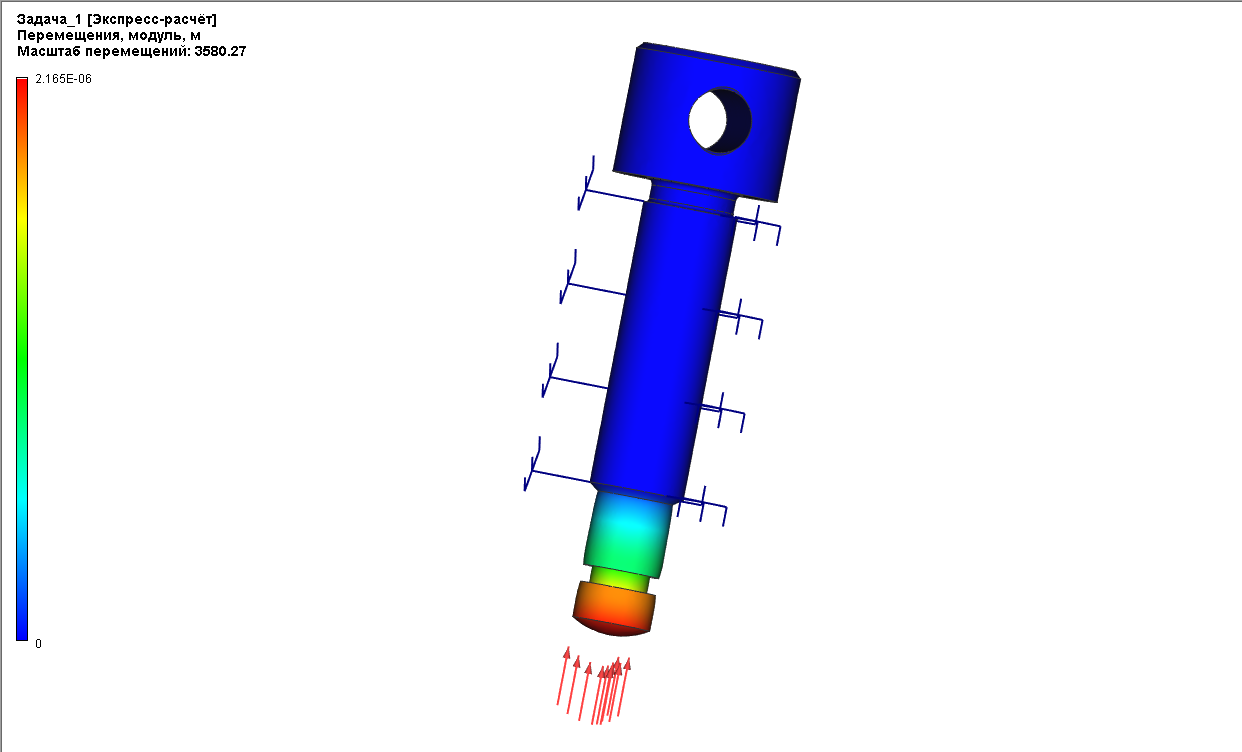 Задача_1 [Экспресс-расчёт]
Перемещения, модуль, м
Масштаб перемещений: 3580.27
2.165E-06
0